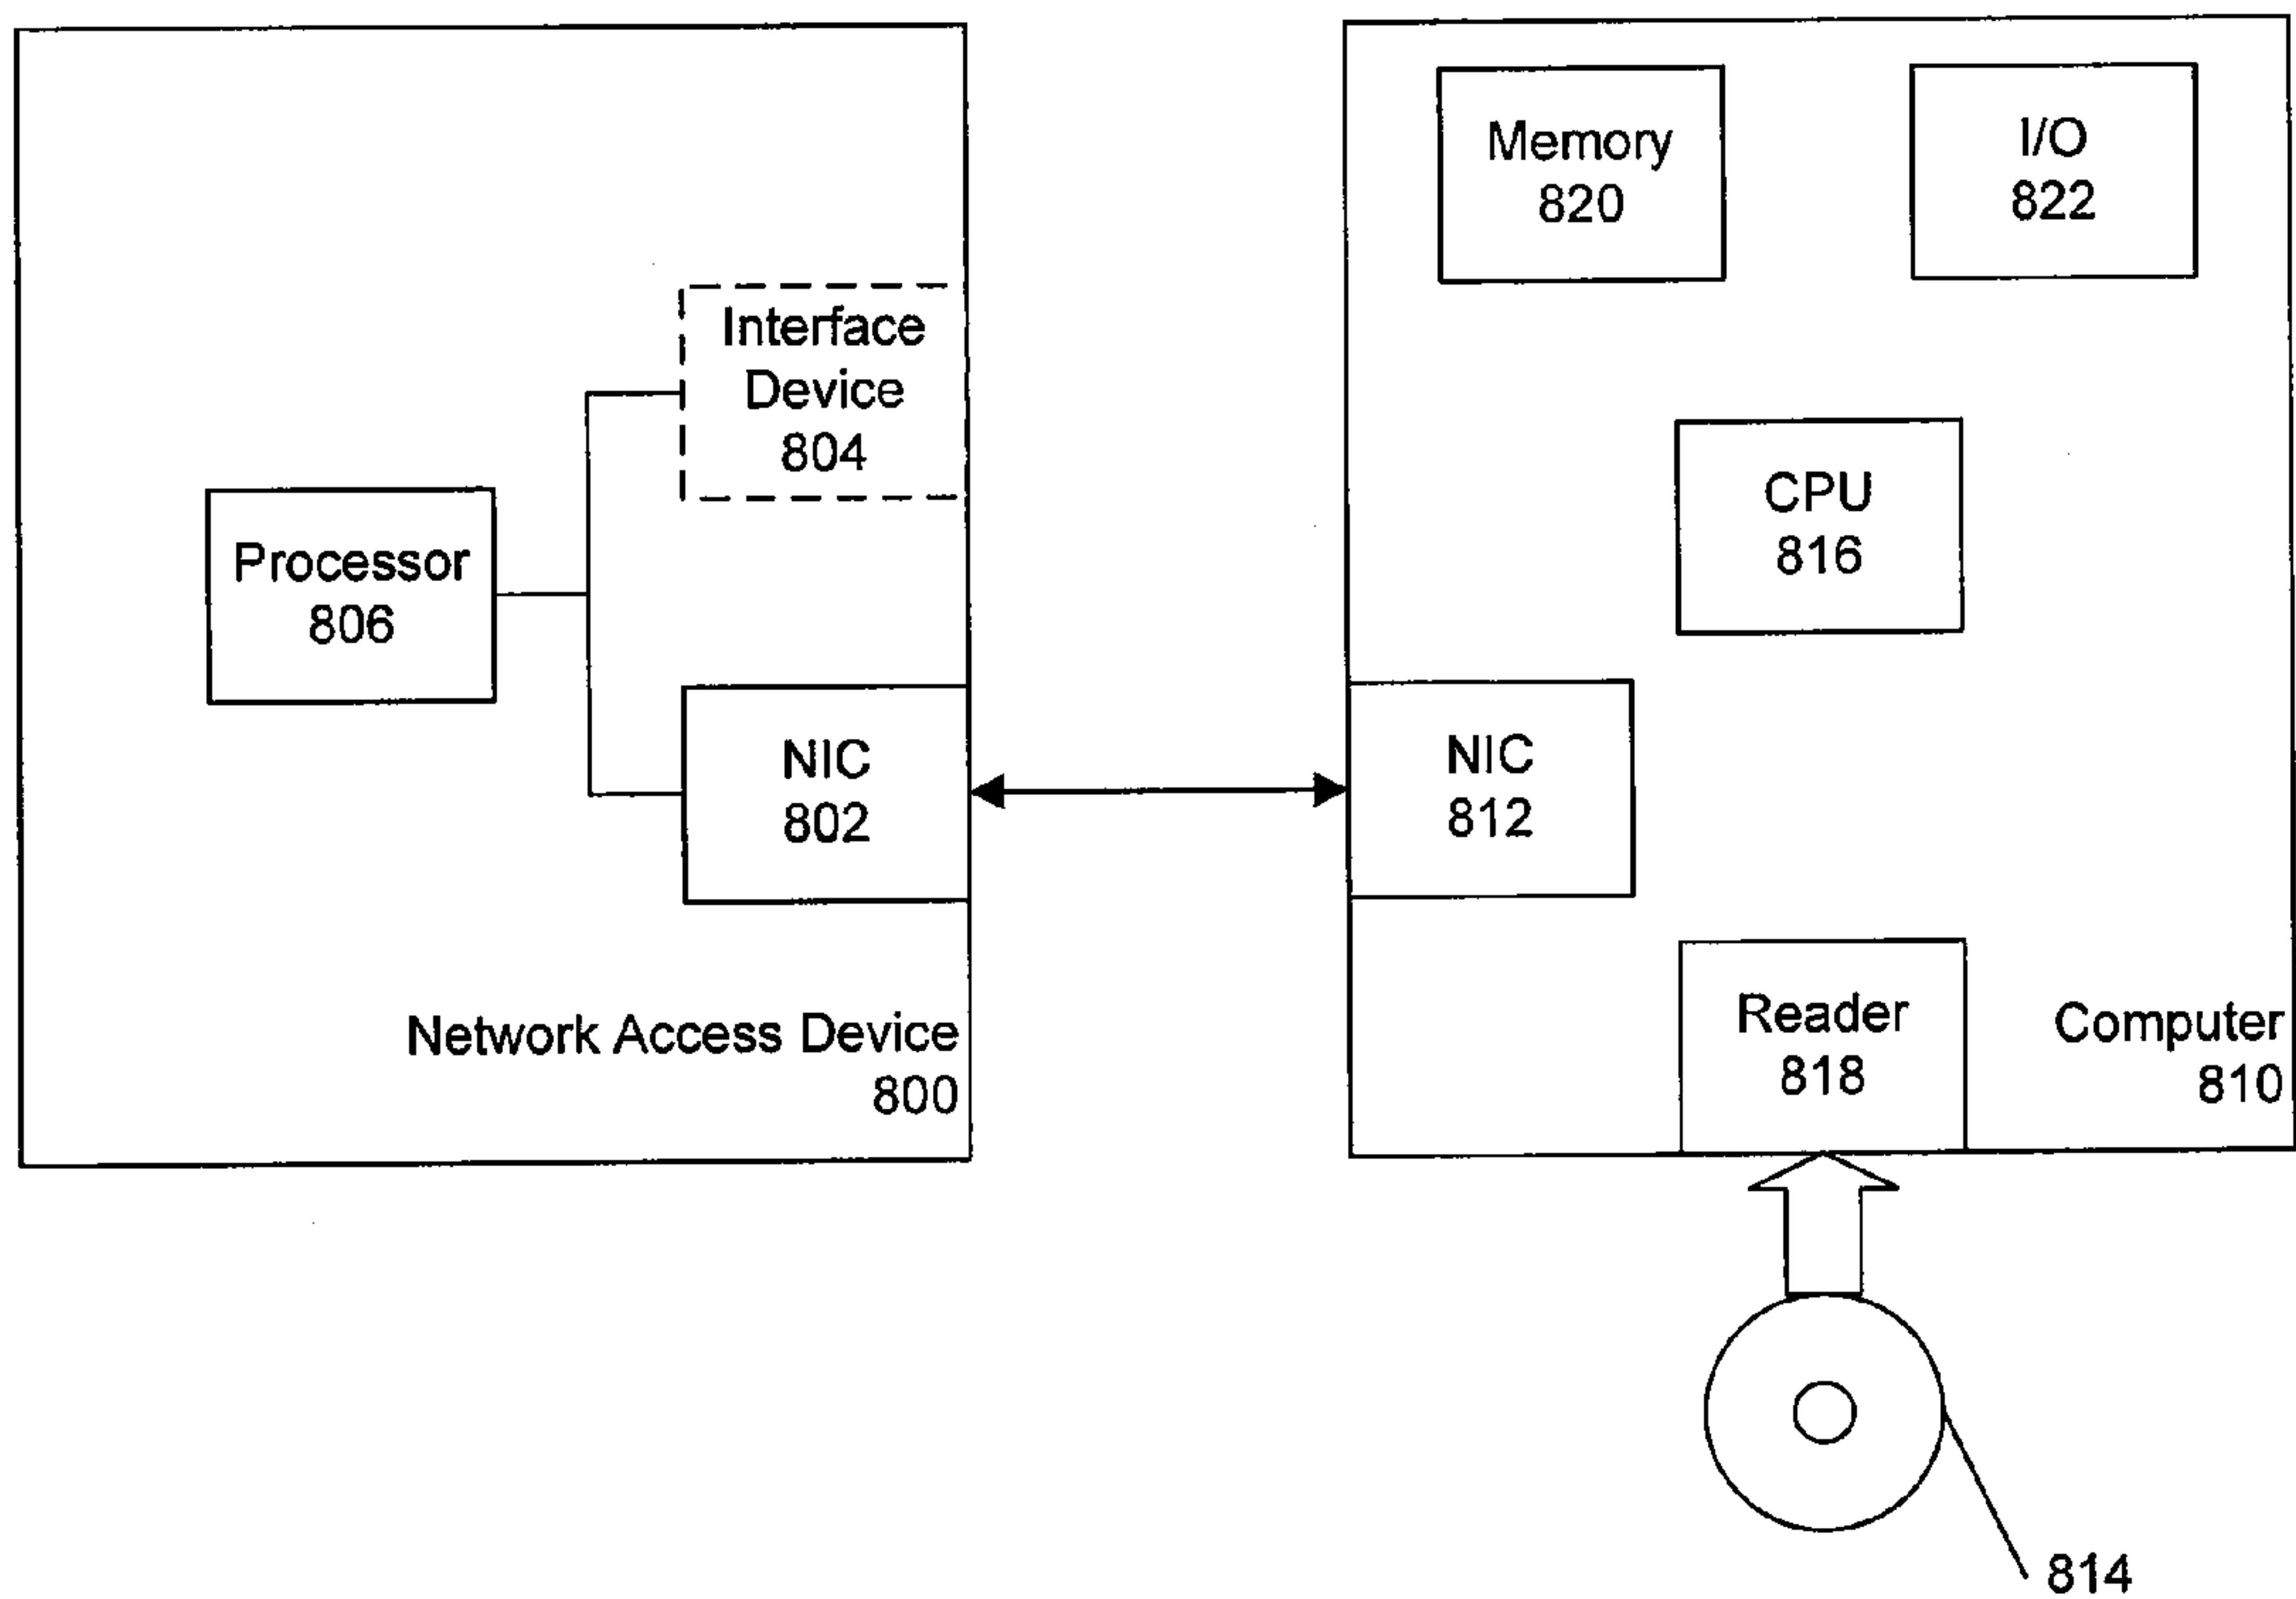 Interface
Device
804
Processor
806
NIC
802
Network Access Device
800
Memory
820
I/O
822
CPU
816
NIC
812
Reader
818
Computer
810
814